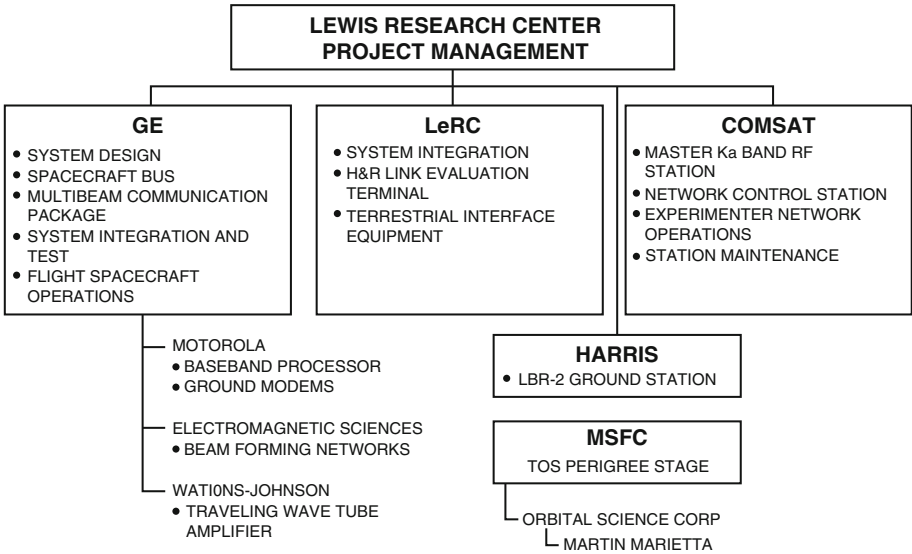 LEWIS RESEARCH CENTER
PROJECT MANAGEMENT
GE
• SYSTEM DESIGN
• SPACECRAFT BUS
• MULTIBEAM COMMUNICATION
PACKAGE
• SYSTEM INTEGRATION AND
TEST
• FLIGHT SPACECRAFT
OPERATIONS
LeRC
• SYSTEM INTEGRATION
• H&R LINK EVALUATION
TERMINAL
• TERRESTRIAL INTERFACE
EQUIPMENT
COMSAT
• MASTER Ka BAND RF
STATION
• NETWORK CONTROL STATION
• EXPERIMENTER NETWORK
OPERATIONS
• STATION MAINTENANCE
MOTOROLA
• BASEBAND PROCESSOR
• GROUND MODEMS
ELECTROMAGNETIC SCIENCES
• BEAM FORMING NETWORKS
WATI0NS-JOHNSON
• TRAVELING WAVE TUBE
AMPLIFIER
HARRIS
• LBR-2 GROUND STATION
MSFC
TOS PERIGREE STAGE
ORBITAL SCIENCE CORP
MARTIN MARIETTA